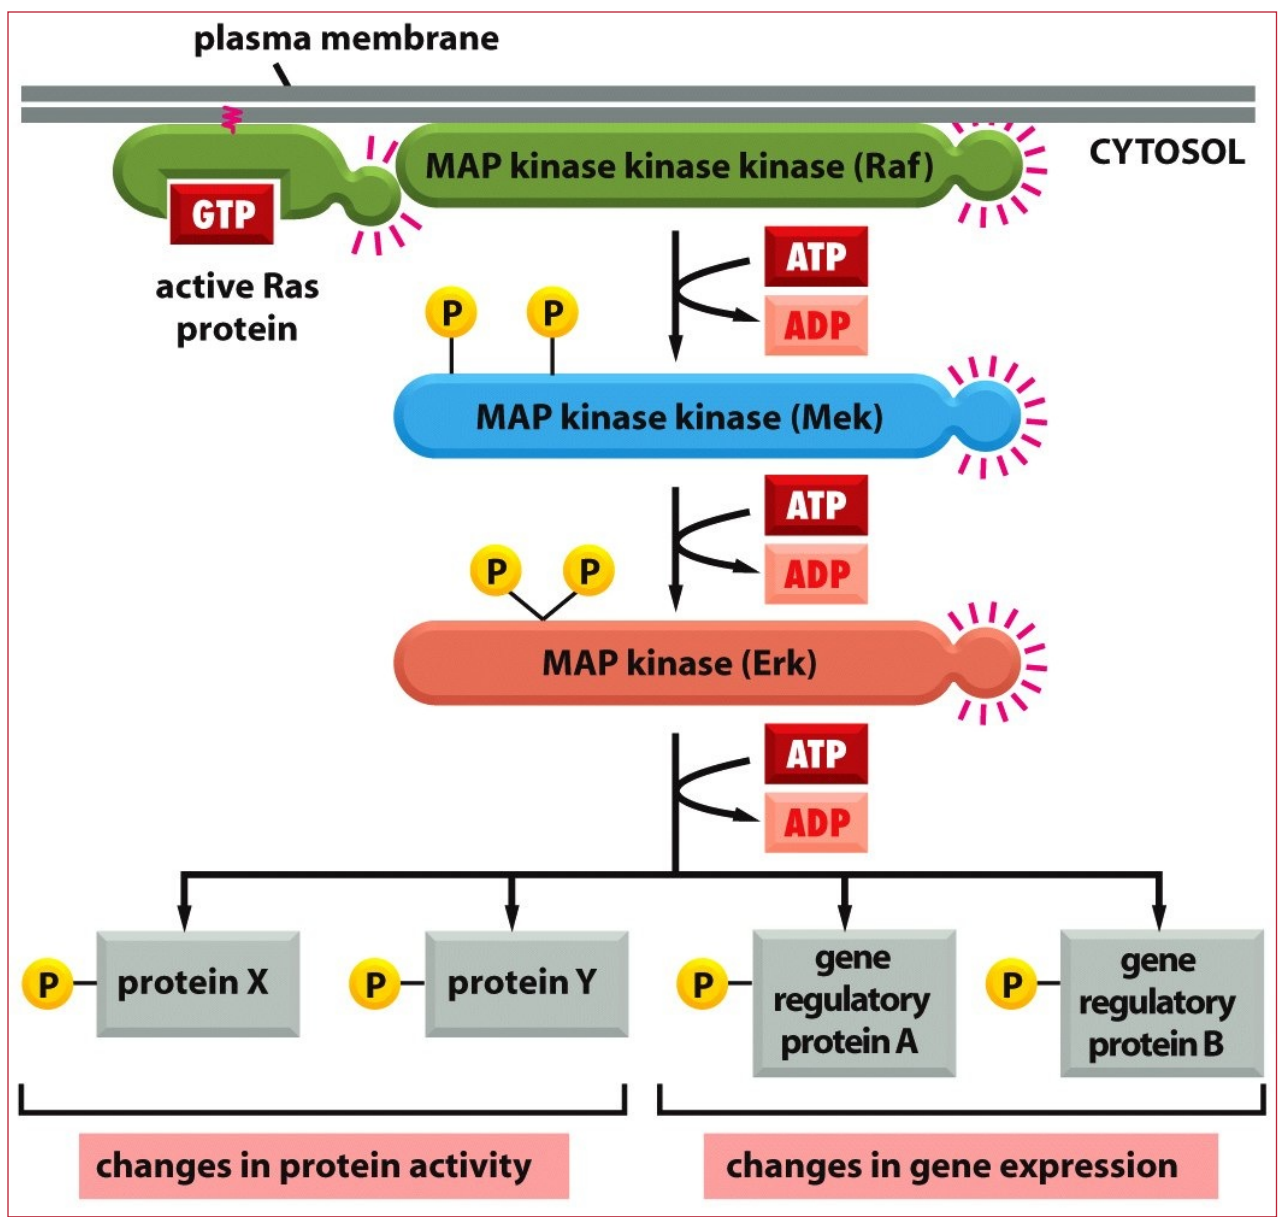 plasma membrane
CYTOSOL
MAP kinase kinase kinase (Raf)
GTP
active Ras
protein
ATP
ADP
P
P
MAP kinase kinase (Mek)
ATP
ADP
P
P
MAP kinase (Erk)
ATP
ADP
P
protein X
P
protein Y
P
gene
regulatory
protein A
P
gene
regulatory
protein B
changes in protein activity
changes in gene expression